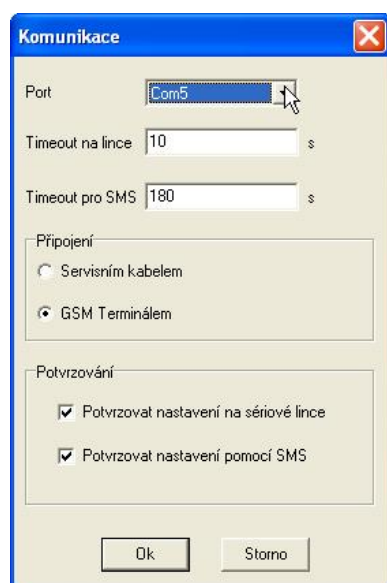 Komunikace
Port Com5
Timeout na lince 10 s
Timeout pro SMS 180 s
Připojení
Servisním kabelem
GSM Terminálem
Potvrzování
Potvrzovat nastavení na sériové lince
Potvrzovat nastavení pomocí SMS
Ok Storno